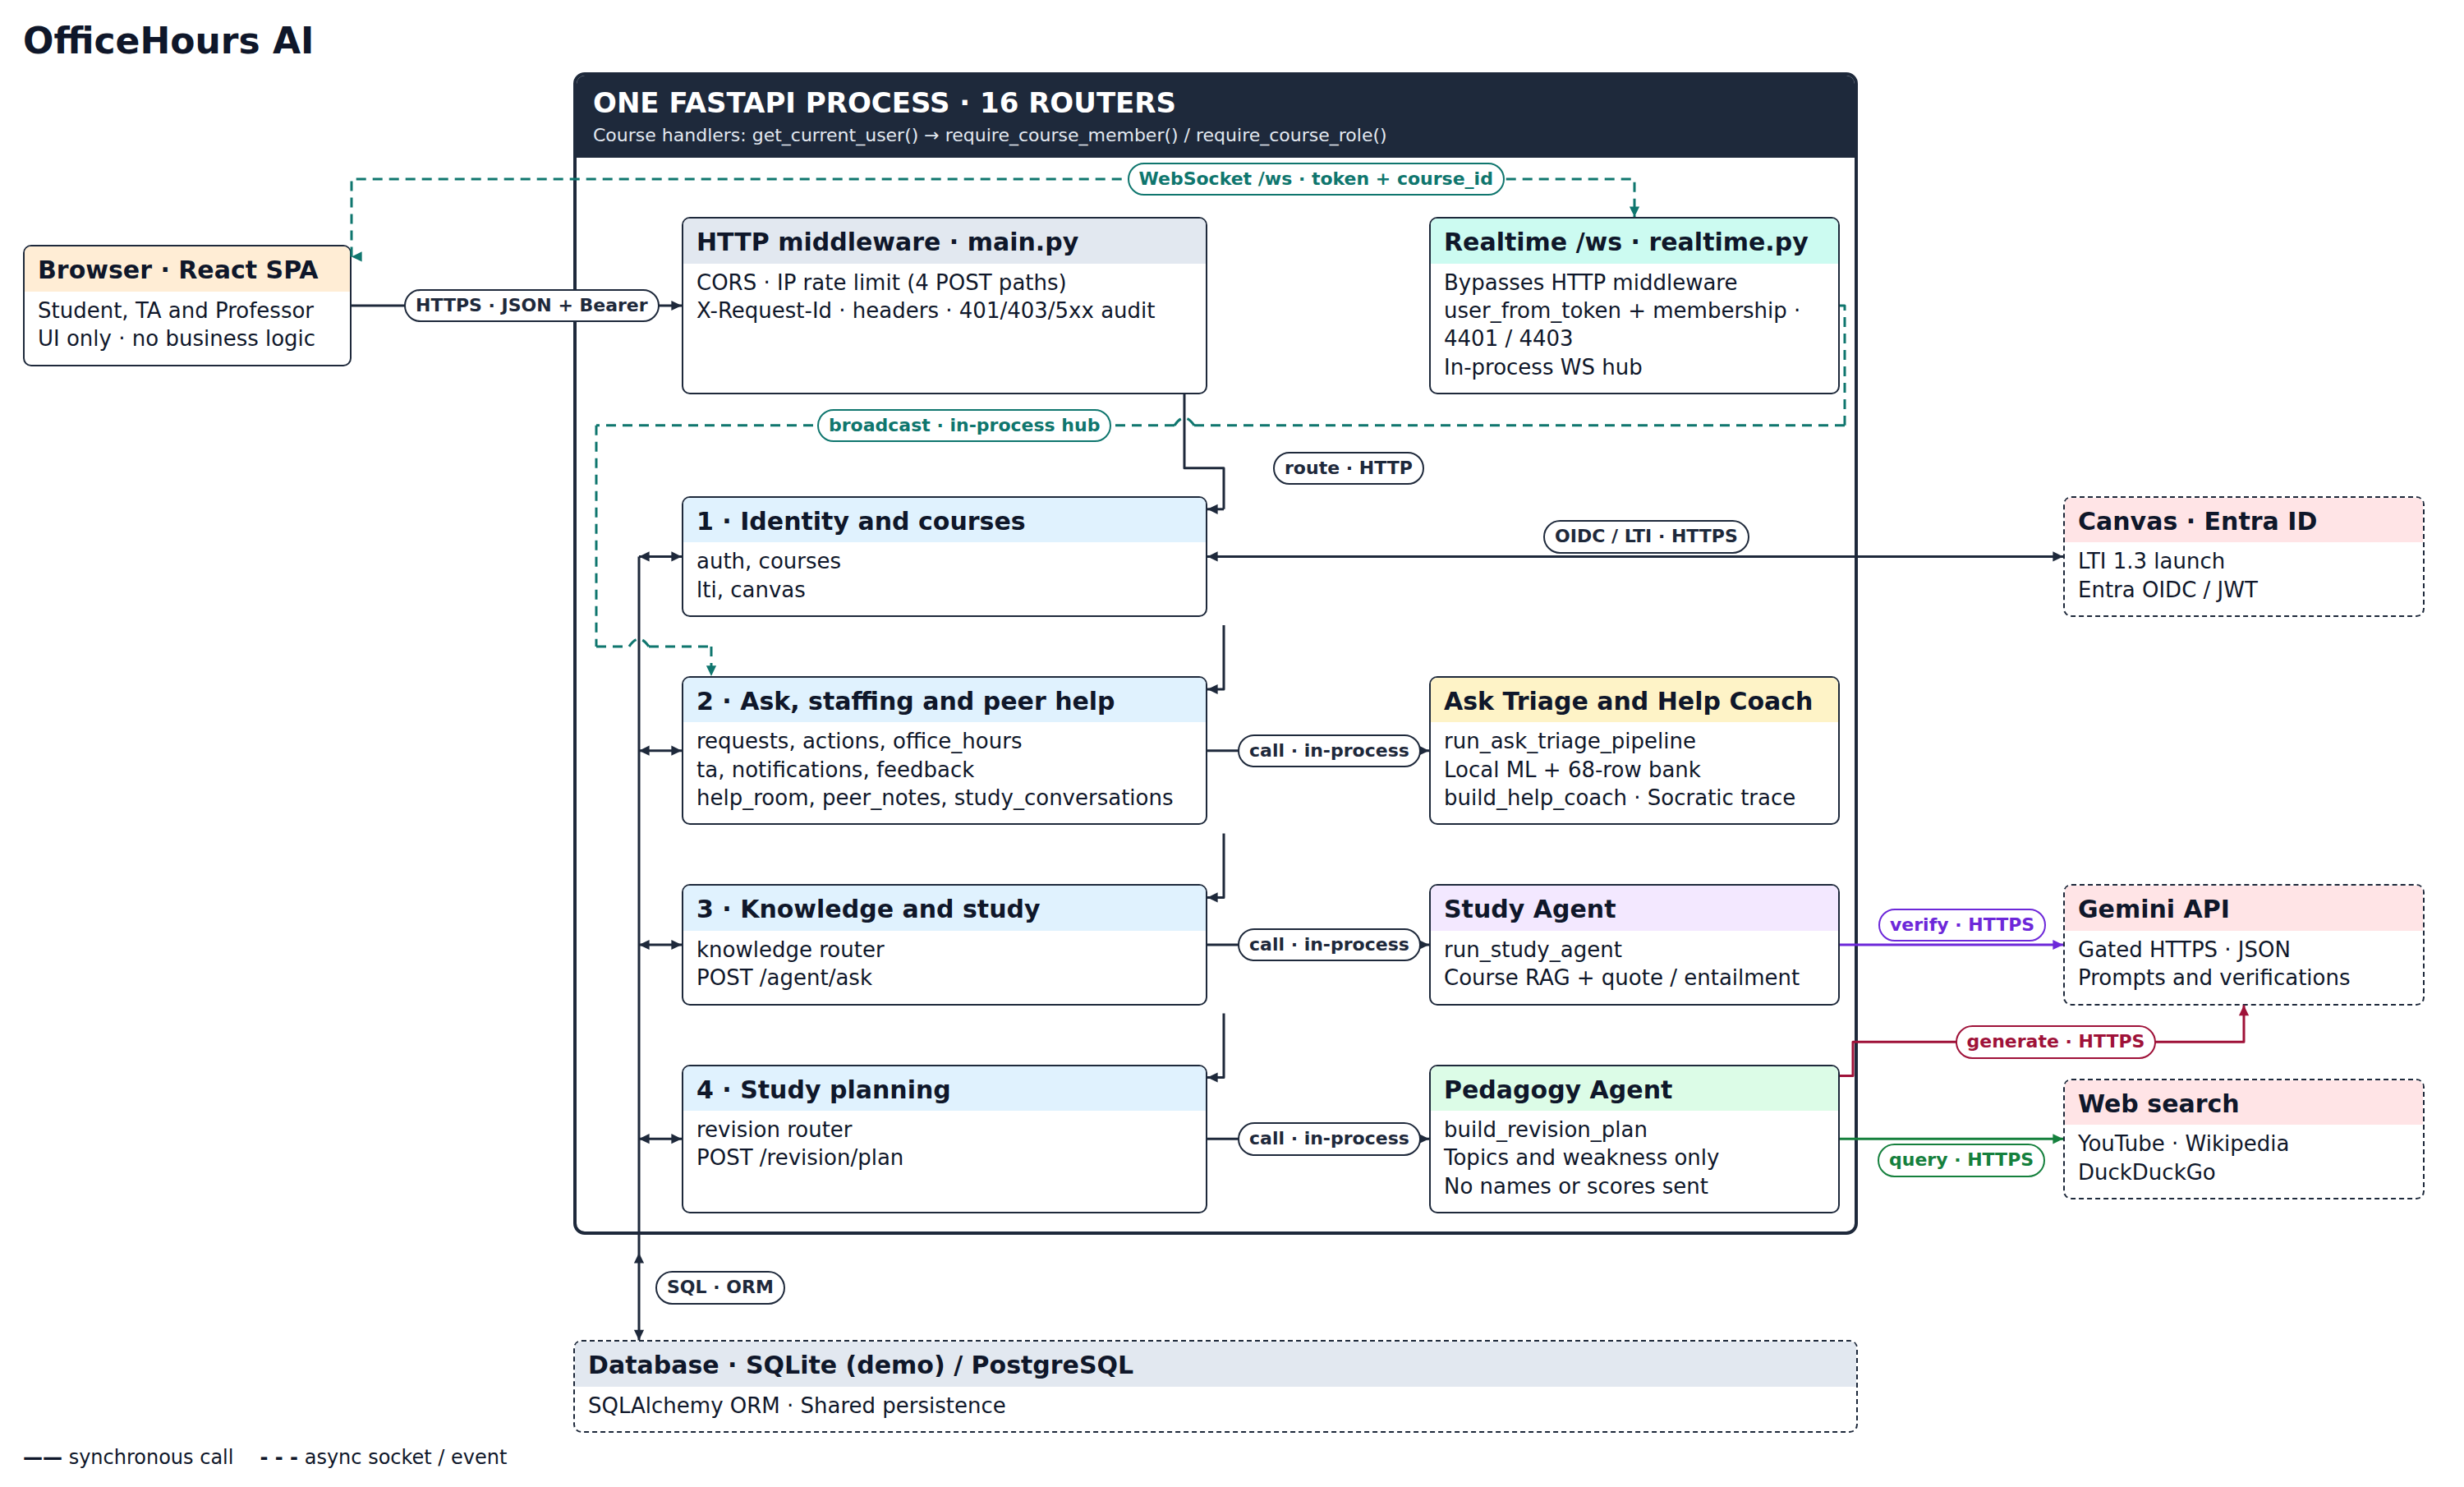 OfficeHours AI
ONE FASTAPI PROCESS · 16 ROUTERS
Course handlers: get_current_user() → require_course_member() / require_course_role()
WebSocket /ws · token + course_id
Browser · React SPA
Student, TA and Professor
UI only · no business logic
HTTPS · JSON + Bearer
HTTP middleware · main.py
CORS · IP rate limit (4 POST paths)
X-Request-Id · headers · 401/403/5xx audit
Realtime /ws · realtime.py
Bypasses HTTP middleware
user_from_token + membership ·
4401 / 4403
In-process WS hub
broadcast · in-process hub
route · HTTP
1 · Identity and courses
auth, courses
lti, canvas
OIDC / LTI · HTTPS
Canvas · Entra ID
LTI 1.3 launch
Entra OIDC / JWT
2 · Ask, staffing and peer help
requests, actions, office_hours
ta, notifications, feedback
help_room, peer_notes, study_conversations
call · in-process
Ask Triage and Help Coach
run_ask_triage_pipeline
Local ML + 68-row bank
build_help_coach · Socratic trace
3 · Knowledge and study
knowledge router
POST /agent/ask
call · in-process
Study Agent
run_study_agent
Course RAG + quote / entailment
verify · HTTPS
Gemini API
Gated HTTPS · JSON
Prompts and verifications
generate · HTTPS
4 · Study planning
revision router
POST /revision/plan
call · in-process
Pedagogy Agent
build_revision_plan
Topics and weakness only
No names or scores sent
query · HTTPS
Web search
YouTube · Wikipedia
DuckDuckGo
SQL · ORM
Database · SQLite (demo) / PostgreSQL
SQLAlchemy ORM · Shared persistence
—— synchronous call - - - async socket / event